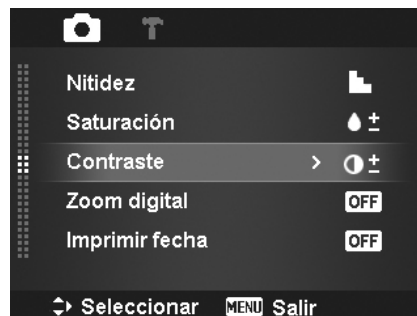 Nitidez
Saturación
Contraste
Zoom digital OFF
Imprimir fecha OFF
Seleccionar MENU Salir